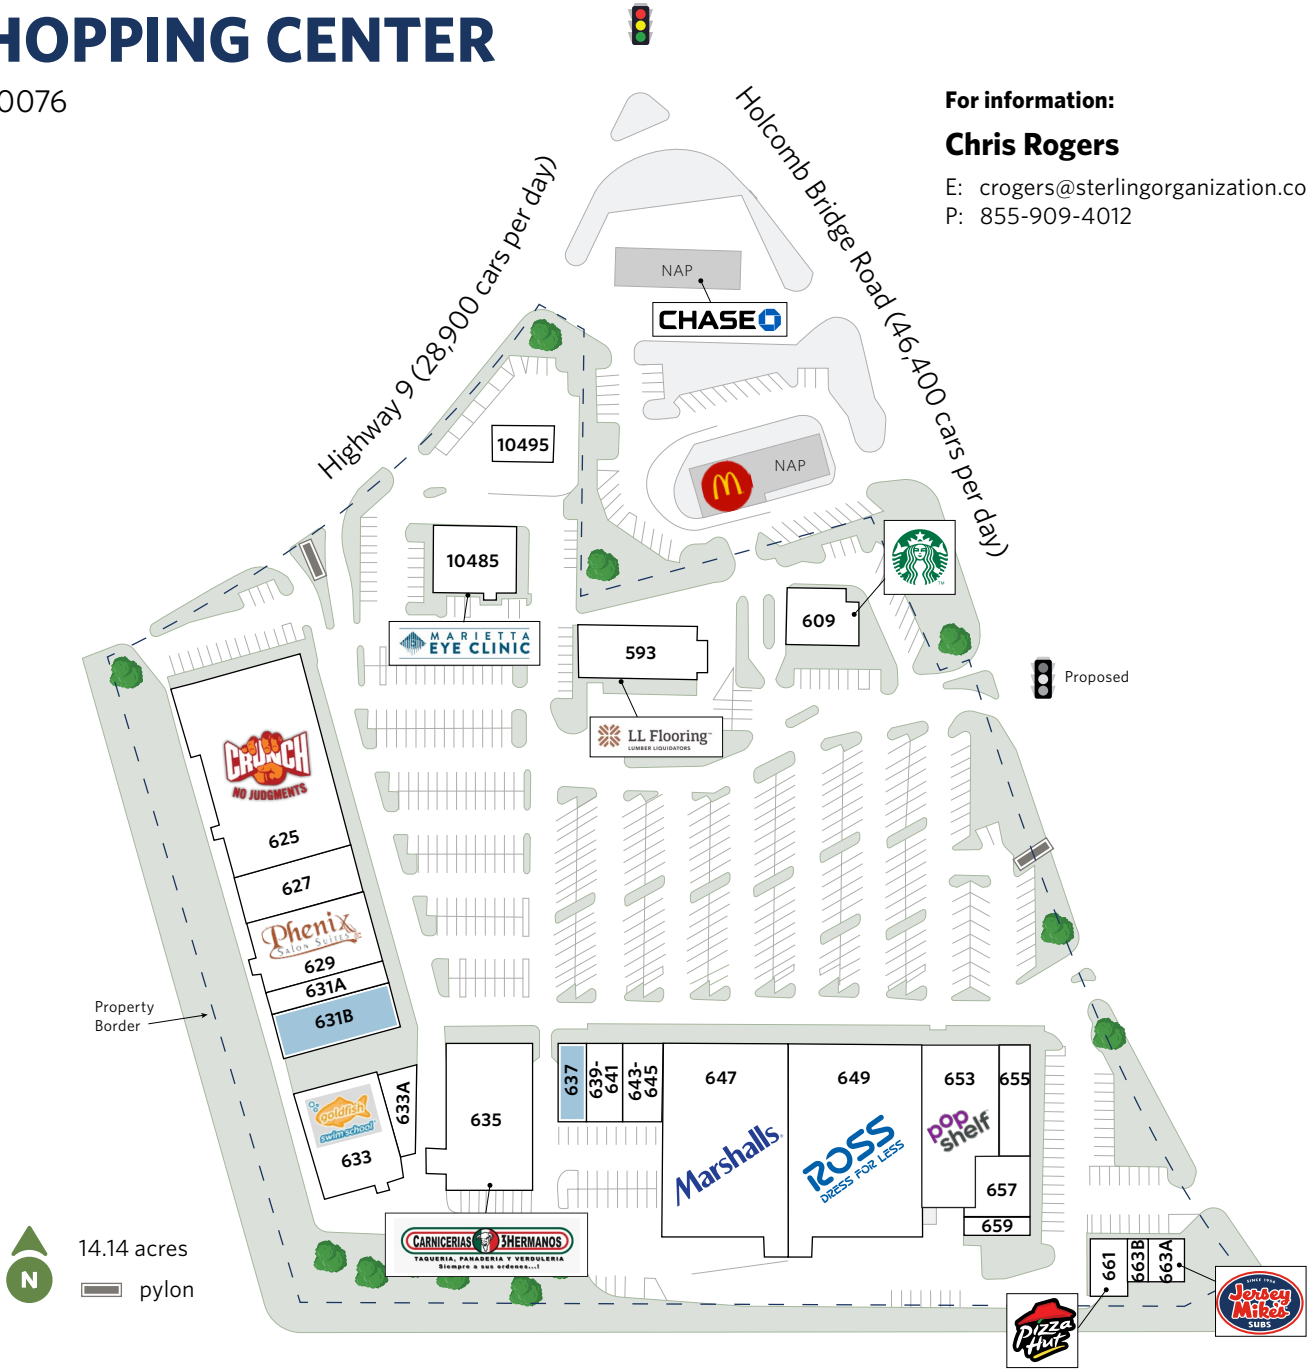 HOPPING CENTER
0076
For information:
Chris Rogers
E: crogers@sterlingorganization.co
P: 855-909-4012
Highway 9 (28,900 cars per day)
Holcomb Bridge Road (46,400 cars per day)
NAP
CHASE
10495
NAP
10485
MARIETTA
EYE CLINIC
609
593
LL Flooring
LUMBER LIQUIDATORS
Proposed
CRUNCH
NO JUDGMENTS
625
627
Phenix
SALON SUITES
629
631A
631B
Property
Border
goldfish
swim school
633
633A
635
637
639-
641
643-
645
647
Marshalls
649
ROSS
DRESS FOR LESS
653
pop
shelf
655
657
659
CARNICERIAS 3HERMANOS
TAQUERIA, PANADERIA Y VERDULERIA
Siempre a sus ordenes...!
661
663B
663A
Pizza
Hut
SINCE 1956
Jersey
Mike's
SUBS
N
14.14 acres
pylon